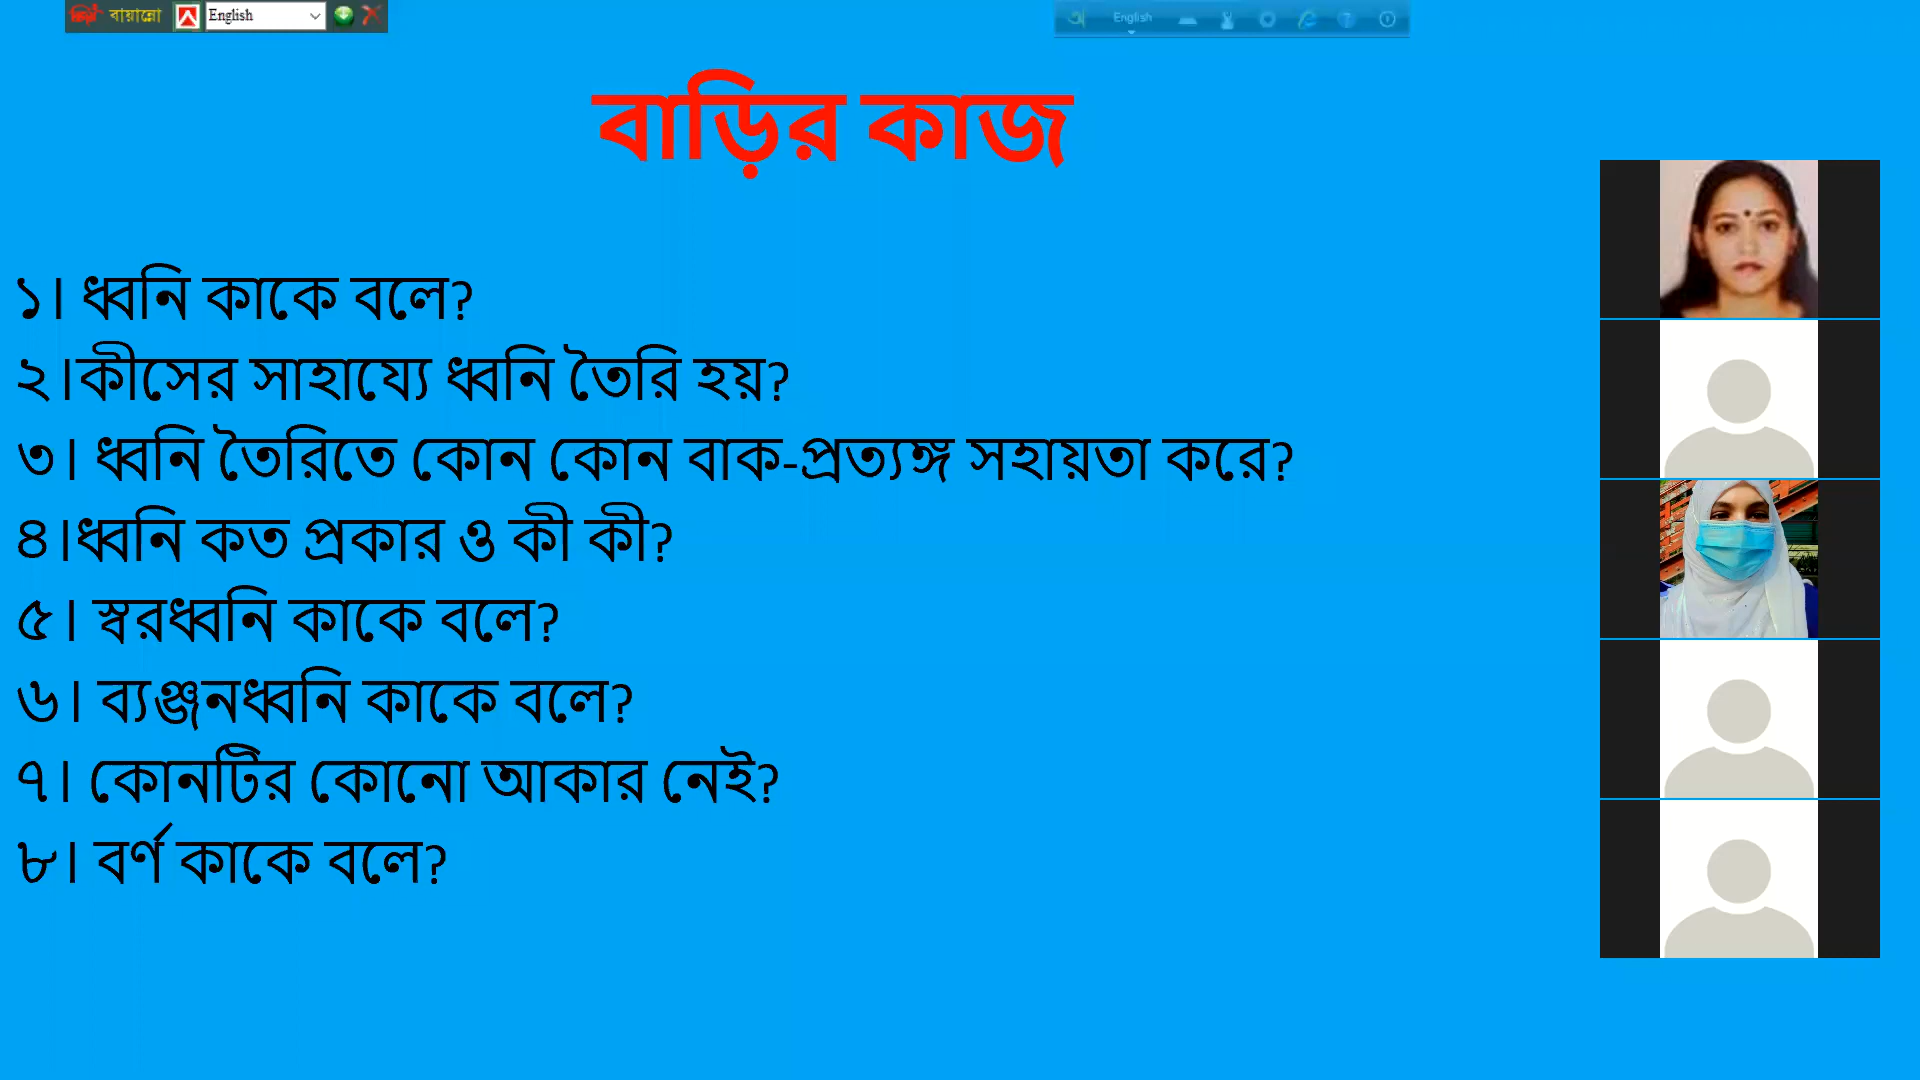 বায়ান্নো
English
অ English
বাড়ির কাজ
১। ধ্বনি কাকে বলে?
২।কীসের সাহায্যে ধ্বনি তৈরি হয়?
৩। ধ্বনি তৈরিতে কোন কোন বাক-প্রত্যঙ্গ সহায়তা করে?
৪।ধ্বনি কত প্রকার ও কী কী?
৫। স্বরধ্বনি কাকে বলে?
৬। ব্যঞ্জনধ্বনি কাকে বলে?
৭। কোনটির কোনো আকার নেই?
৮। বর্ণ কাকে বলে?